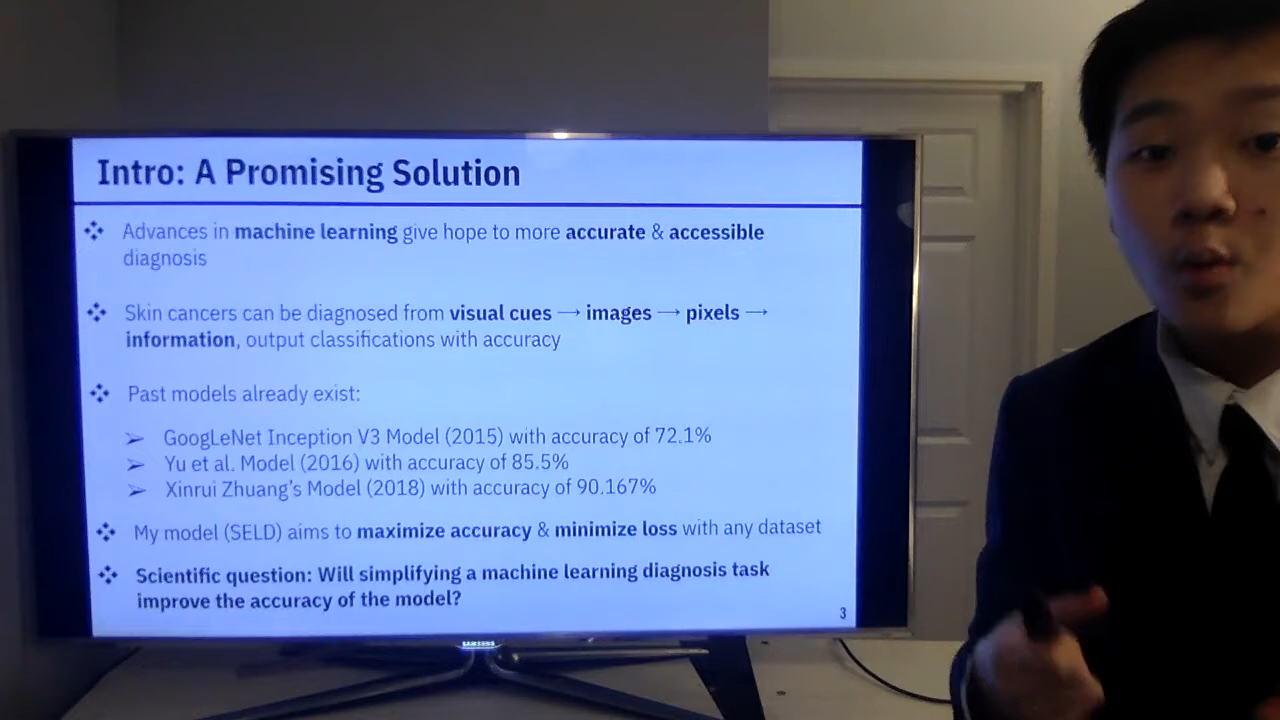 Intro: A Promising Solution
Advances in machine learning give hope to more accurate & accessible
diagnosis
Skin cancers can be diagnosed from visual cues → images → pixels →
information, output classifications with accuracy
Past models already exist:
GoogLeNet Inception V3 Model (2015) with accuracy of 72.1%
Yu et al. Model (2016) with accuracy of 85.5%
Xinrui Zhuang's Model (2018) with accuracy of 90.167%
My model (SELD) aims to maximize accuracy & minimize loss with any dataset
Scientific question: Will simplifying a machine learning diagnosis task
improve the accuracy of the model?
3